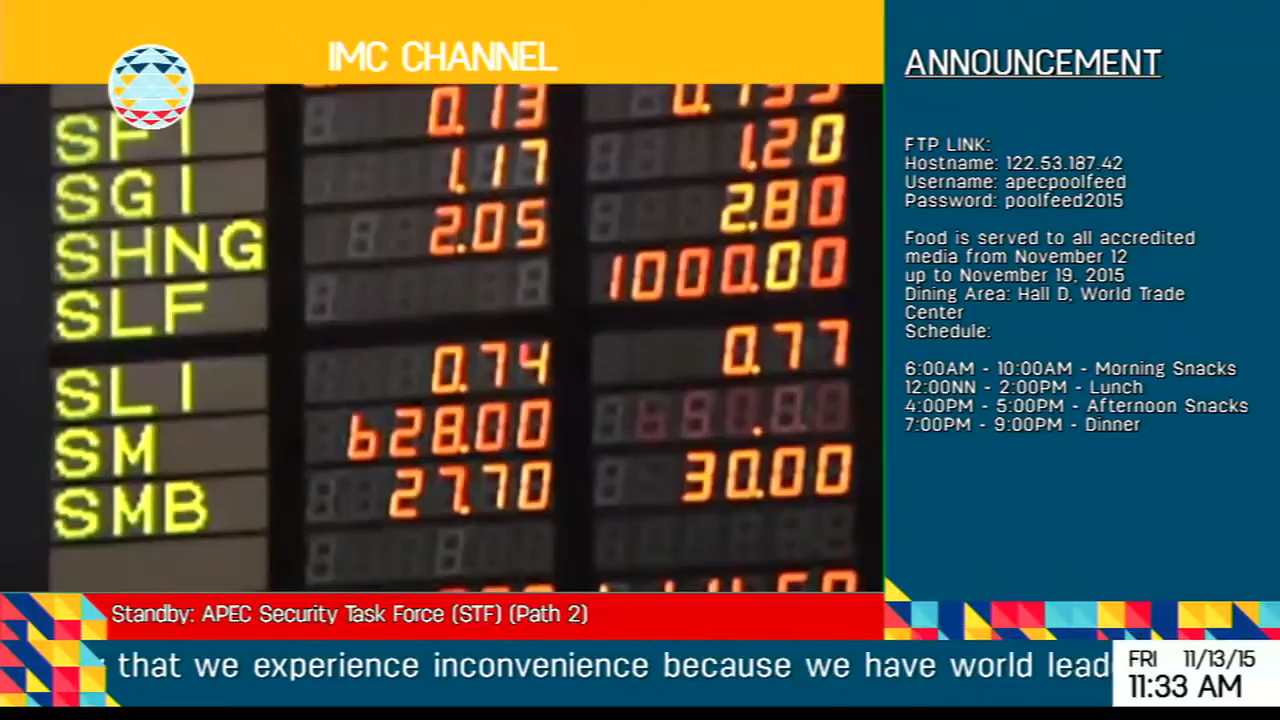 IMC CHANNEL
SFI 0.13
SGI 1.17 1.20
SHNG 2.05 2.80
SLF 1000.00
SLI 0.74 0.77
SM 628.00
SMB 27.70 30.00
Standby: APEC Security Task Force (STF) (Path 2)
that we experience inconvenience because we have world lead
FRI 11/13/15
11:33 AM
ANNOUNCEMENT
FTP LINK:
Hostname: 122.53.187.42
Username: apecpoolfeed
Password: poolfeed2015
Food is served to all accredited
media from November 12
up to November 19, 2015
Dining Area: Hall D, World Trade
Center
Schedule:
6:00AM - 10:00AM - Morning Snacks
12:00NN - 2:00PM - Lunch
4:00PM - 5:00PM - Afternoon Snacks
7:00PM - 9:00PM - Dinner